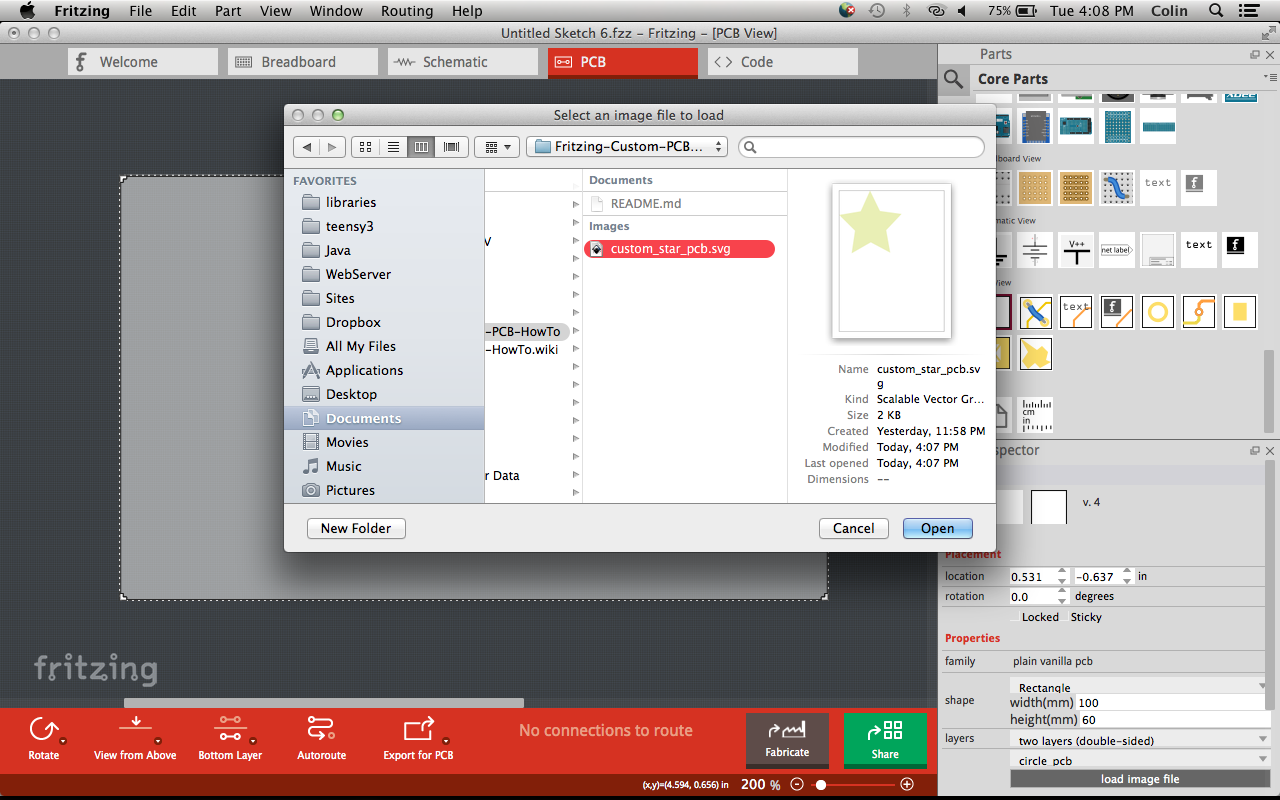 Fritzing File Edit Part View Window Routing Help 75% Tue 4:08 PM Colin
Untitled Sketch 6.fzz – Fritzing – [PCB View]
Welcome Breadboard Schematic PCB Code
Parts
Core Parts
Select an image file to load
Fritzing-Custom-PCB...
FAVORITES
libraries
teensy3
Java
WebServer
Sites
Dropbox
All My Files
Applications
Desktop
Documents
Movies
Music
Pictures
V
-PCB-HowTo
-HowTo.wiki
r Data
Documents
README.md
Images
custom_star_pcb.svg
Name custom_star_pcb.sv
g
Kind Scalable Vector Gr...
Size 2 KB
Created Yesterday, 11:58 PM
Modified Today, 4:07 PM
Last opened Today, 4:07 PM
Dimensions --
New Folder Cancel Open
board View
text
matic View
V++
net label
text
View
text
cm
in
spector
v. 4
Placement
location 0.531 -0.637 in
rotation 0.0 degrees
Locked Sticky
Properties
family plain vanilla pcb
shape Rectangle
width(mm) 100
height(mm) 60
layers two layers (double-sided)
circle_pcb
load image file
fritzing
Rotate View from Above Bottom Layer Autoroute Export for PCB
No connections to route
Fabricate
Share
(x,y)=(4.594, 0.656) in 200 %